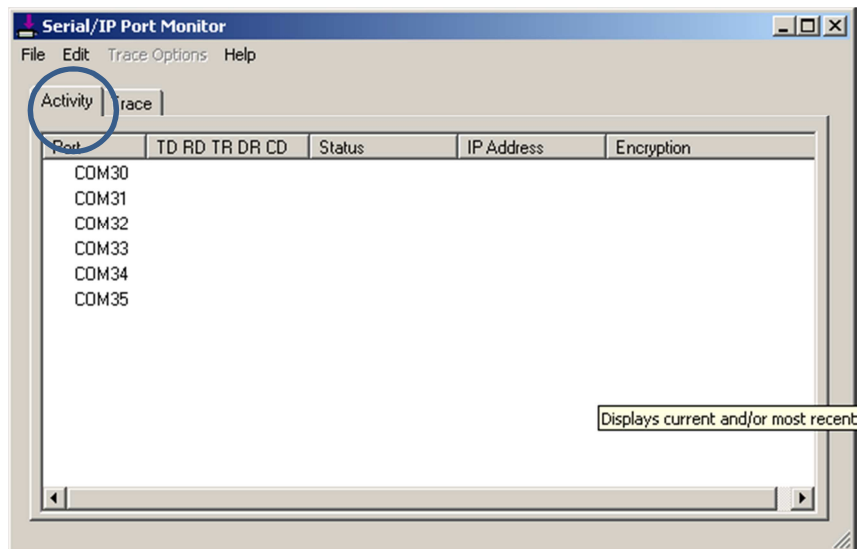 Serial/IP Port Monitor
File Edit Trace Options Help
Activity Trace
Port TD RD TR DR CD Status IP Address Encryption
COM30
COM31
COM32
COM33
COM34
COM35
Displays current and/or most recent